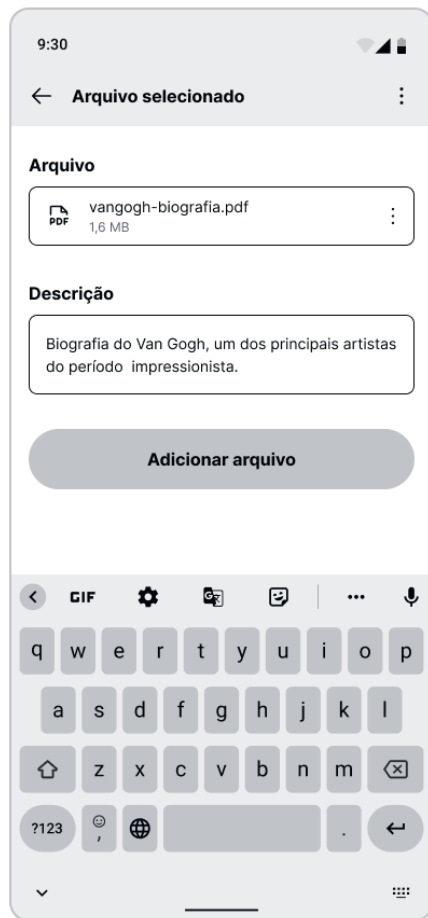 9:30
Arquivo selecionado
Arquivo
PDF
vangogh-biografia.pdf
1,6 MB
Descrição
Biografia do Van Gogh, um dos principais artistas
do período  impressionista.
Adicionar arquivo
GIF
q w e r t y u i o p
a s d f g h j k l
z x c v b n m
?123 , .